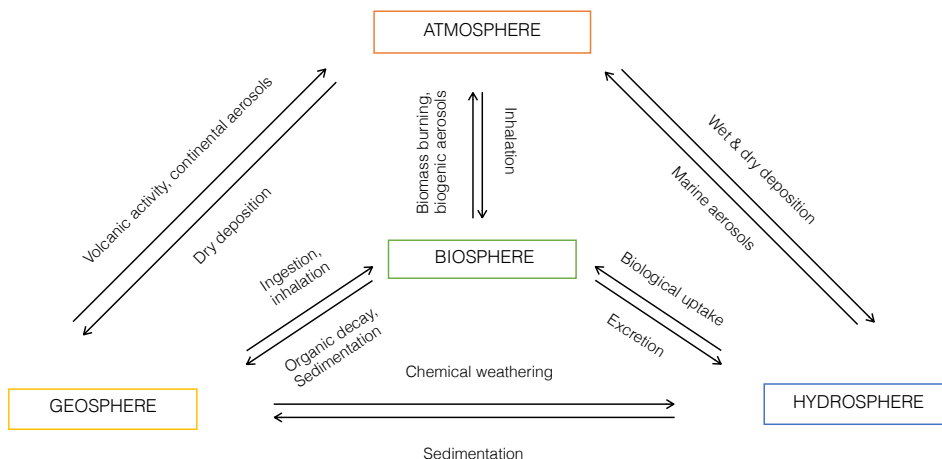 ATMOSPHERE
Volcanic activity, continental aerosols
Dry deposition
Biomass burning,
biogenic aerosols
Inhalation
Wet & dry deposition
Marine aerosols
BIOSPHERE
Ingestion,
inhalation
Organic decay,
Sedimentation
Biological uptake
Excretion
Chemical weathering
GEOSPHERE
HYDROSPHERE
Sedimentation